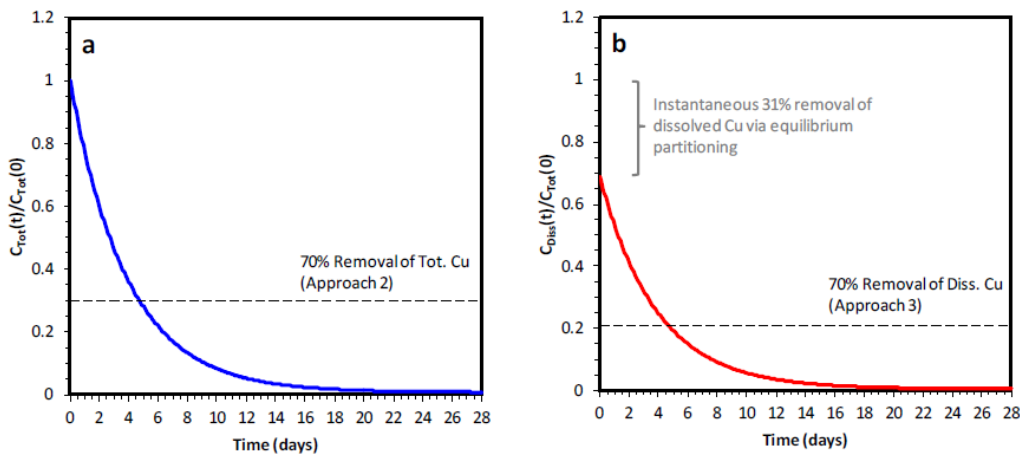 a
1.2
1
0.8
0.6
0.4
0.2
0
C_Tot(t)/C_Tot(0)
70% Removal of Tot. Cu
(Approach 2)
0 2 4 6 8 10 12 14 16 18 20 22 24 26 28
Time (days)
b
1.2
1
0.8
0.6
0.4
0.2
0
C_Diss(t)/C_Tot(0)
Instantaneous 31% removal of
dissolved Cu via equilibrium
partitioning
70% Removal of Diss. Cu
(Approach 3)
0 2 4 6 8 10 12 14 16 18 20 22 24 26 28
Time (days)